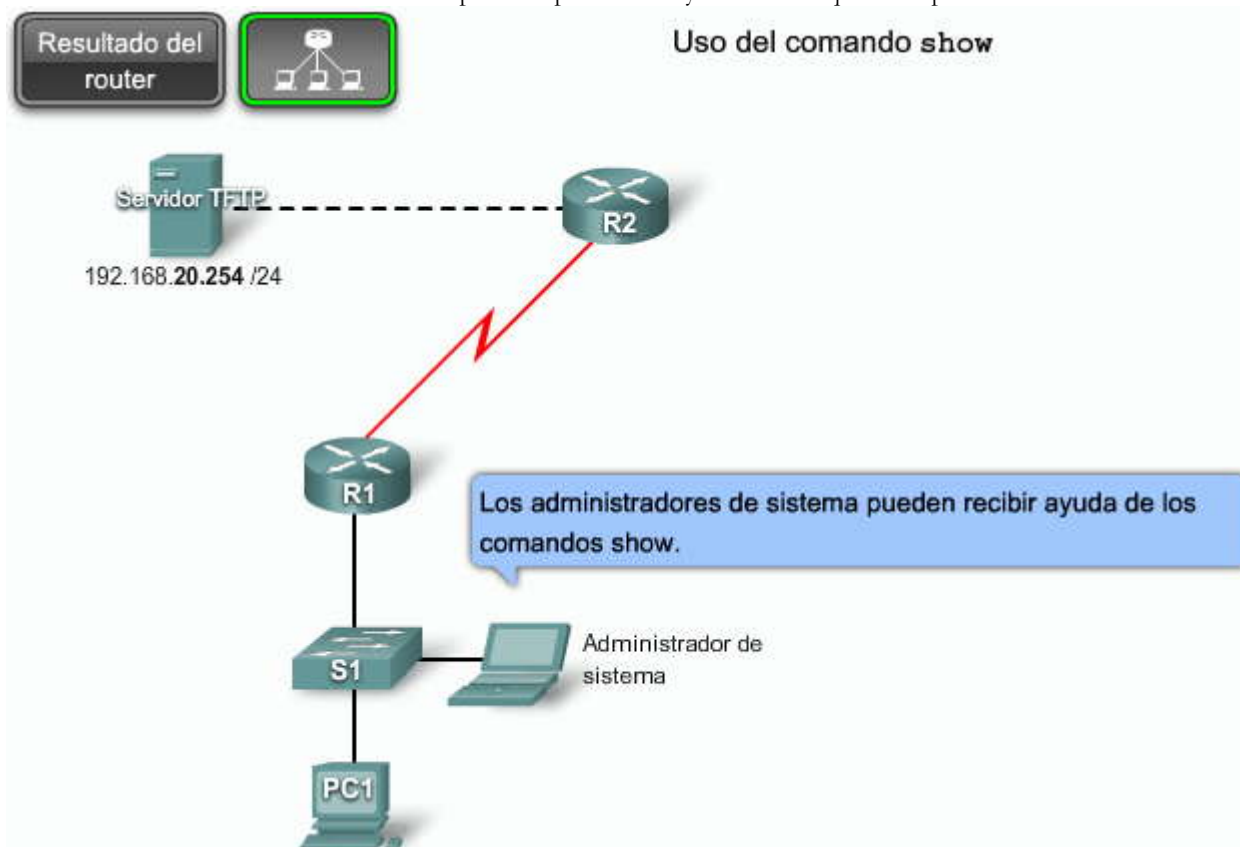 Resultado del
router
Uso del comando show
Servidor TFTP
R2
192.168.20.254 /24
R1
Los administradores de sistema pueden recibir ayuda de los
comandos show.
S1
Administrador de
sistema
PC1